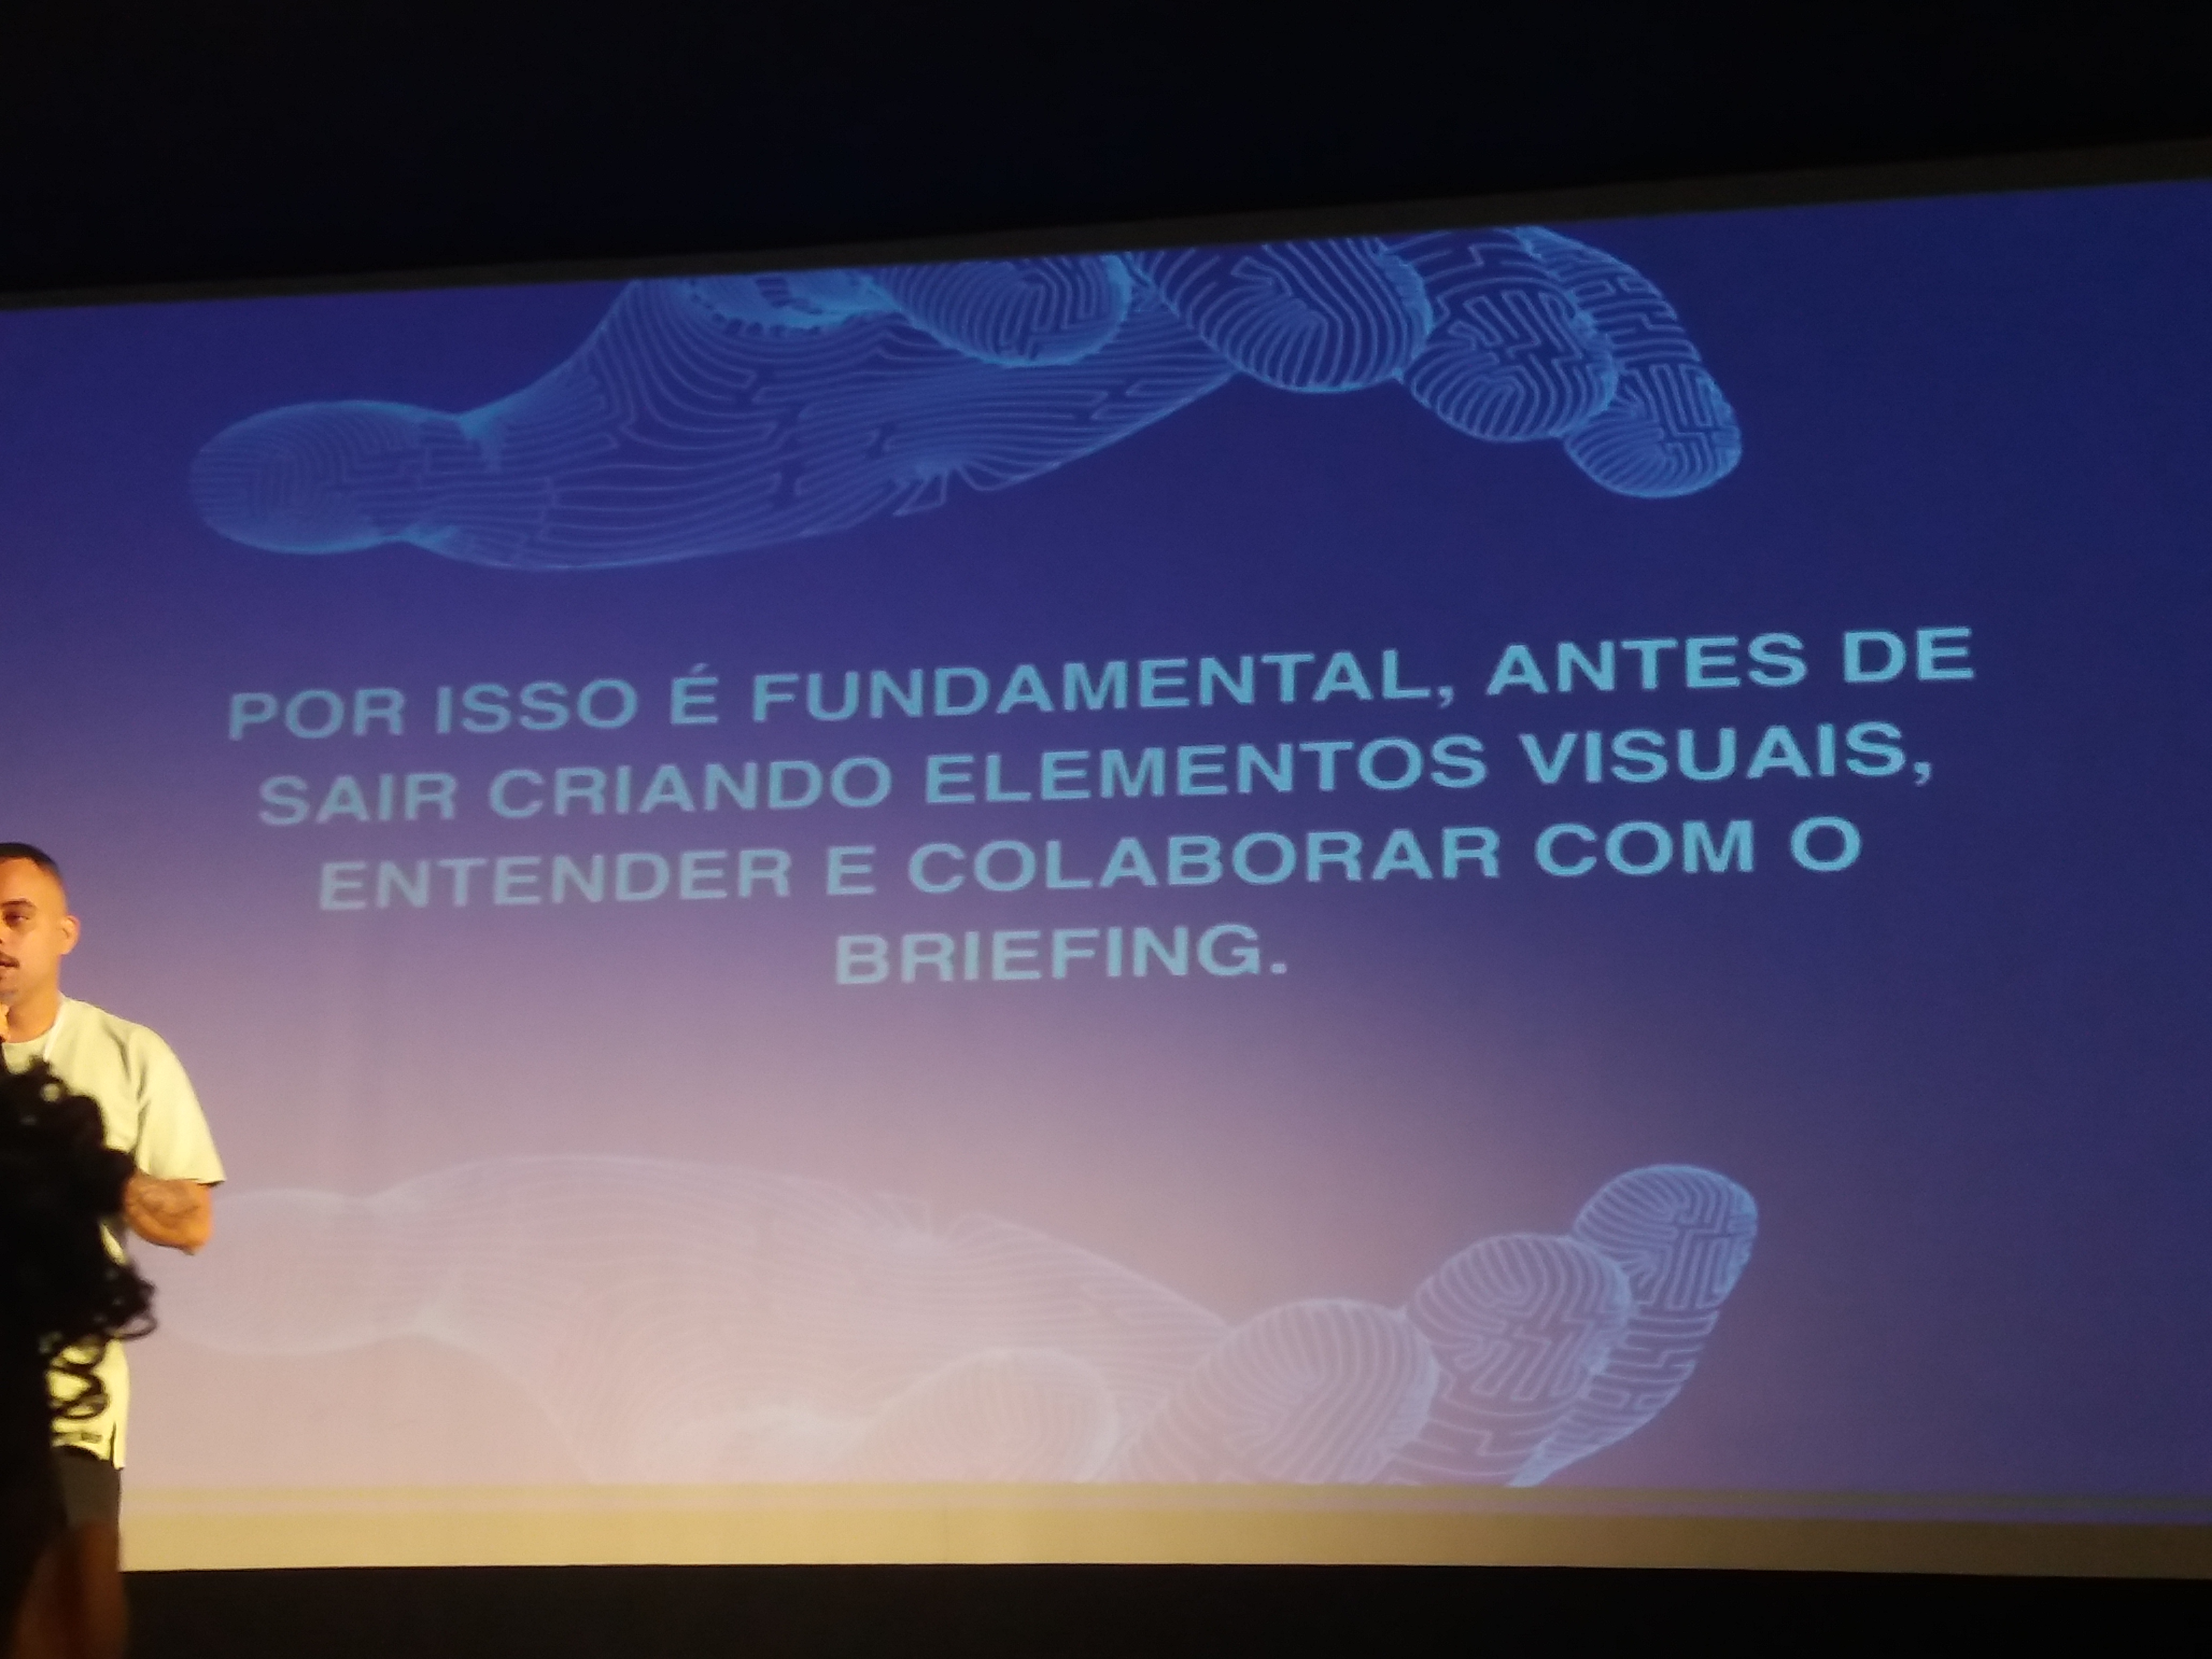 POR ISSO É FUNDAMENTAL, ANTES DE
SAIR CRIANDO ELEMENTOS VISUAIS,
ENTENDER E COLABORAR COM O
BRIEFING.